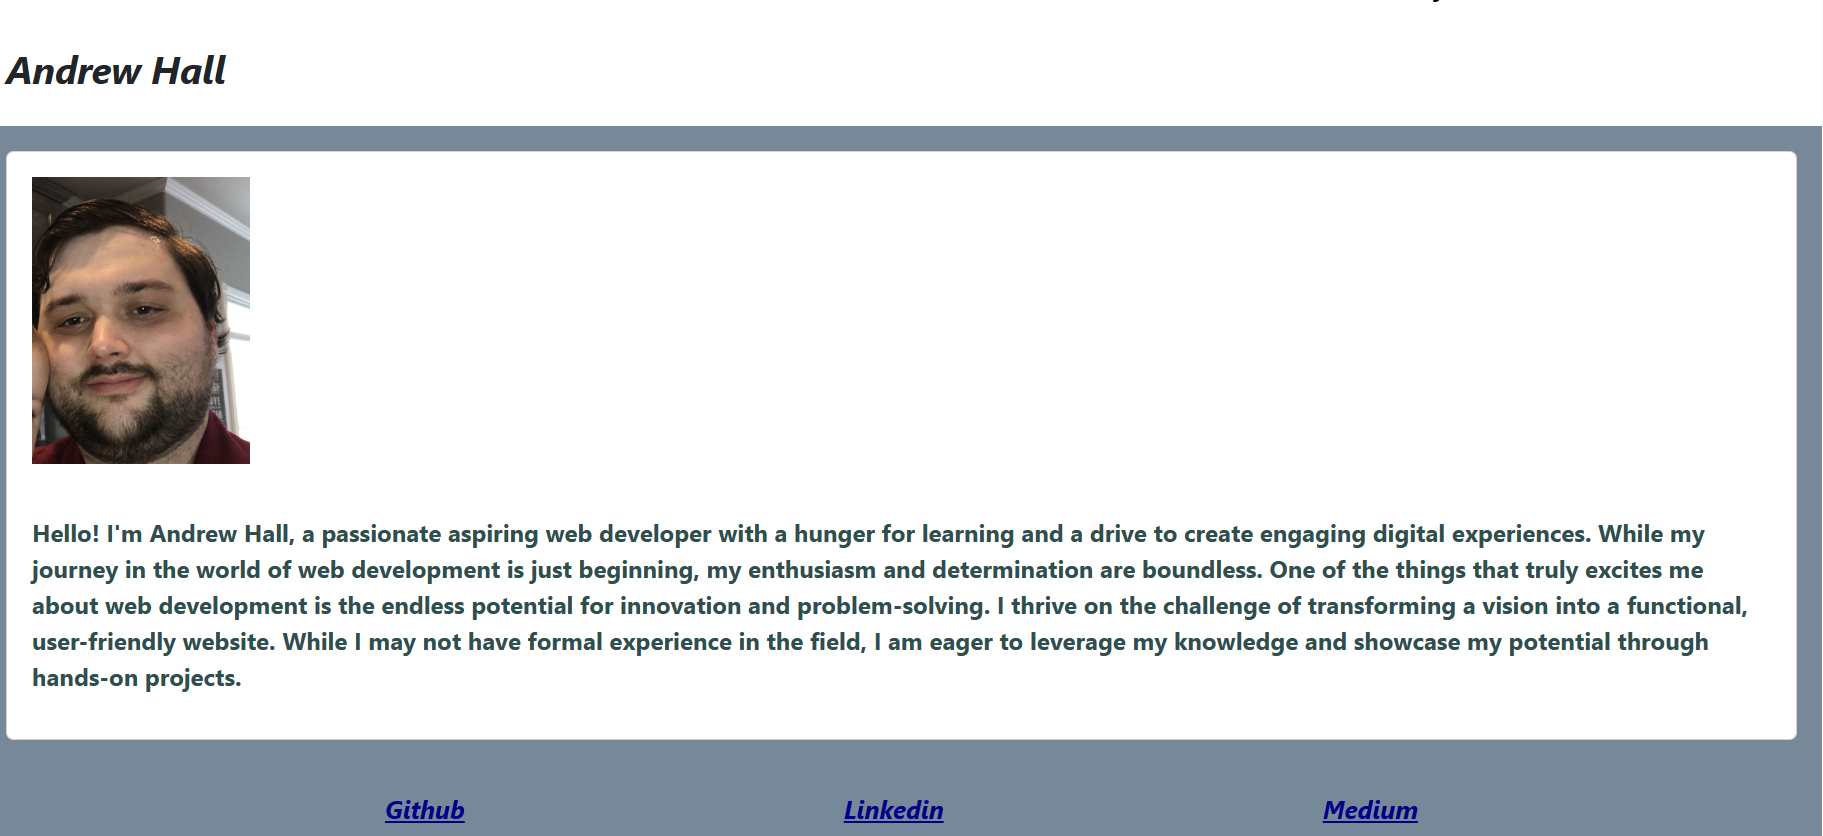 Andrew Hall
Hello! I'm Andrew Hall, a passionate aspiring web developer with a hunger for learning and a drive to create engaging digital experiences. While my
journey in the world of web development is just beginning, my enthusiasm and determination are boundless. One of the things that truly excites me
about web development is the endless potential for innovation and problem-solving. I thrive on the challenge of transforming a vision into a functional,
user-friendly website. While I may not have formal experience in the field, I am eager to leverage my knowledge and showcase my potential through
hands-on projects.
Github
Linkedin
Medium